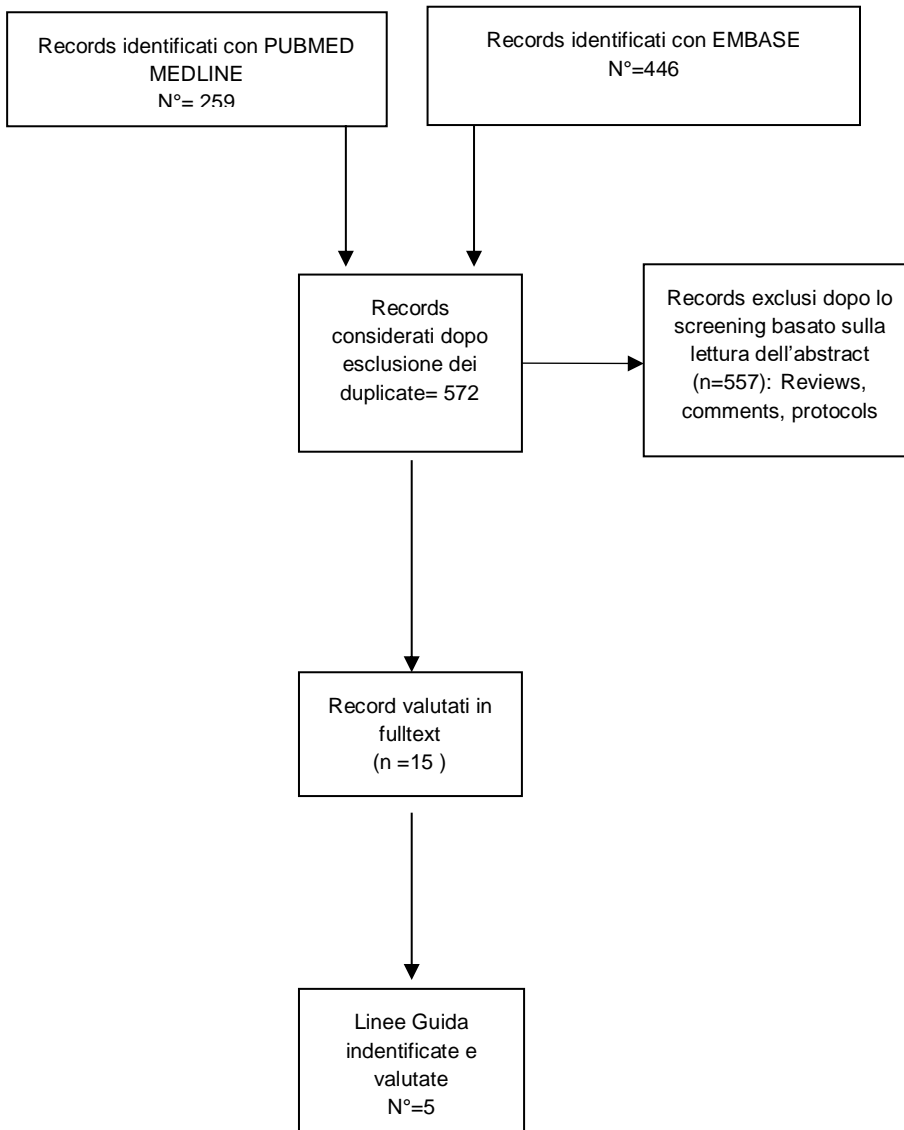 Records identificati con PUBMED
MEDLINE
N°= 259
Records identificati con EMBASE
N°=446
Records
considerati dopo
esclusione dei
duplicate= 572
Records exclusi dopo lo
screening basato sulla
lettura dell'abstract
(n=557): Reviews,
comments, protocols
Record valutati in
fulltext
(n =15 )
Linee Guida
indentificate e
valutate
N°=5